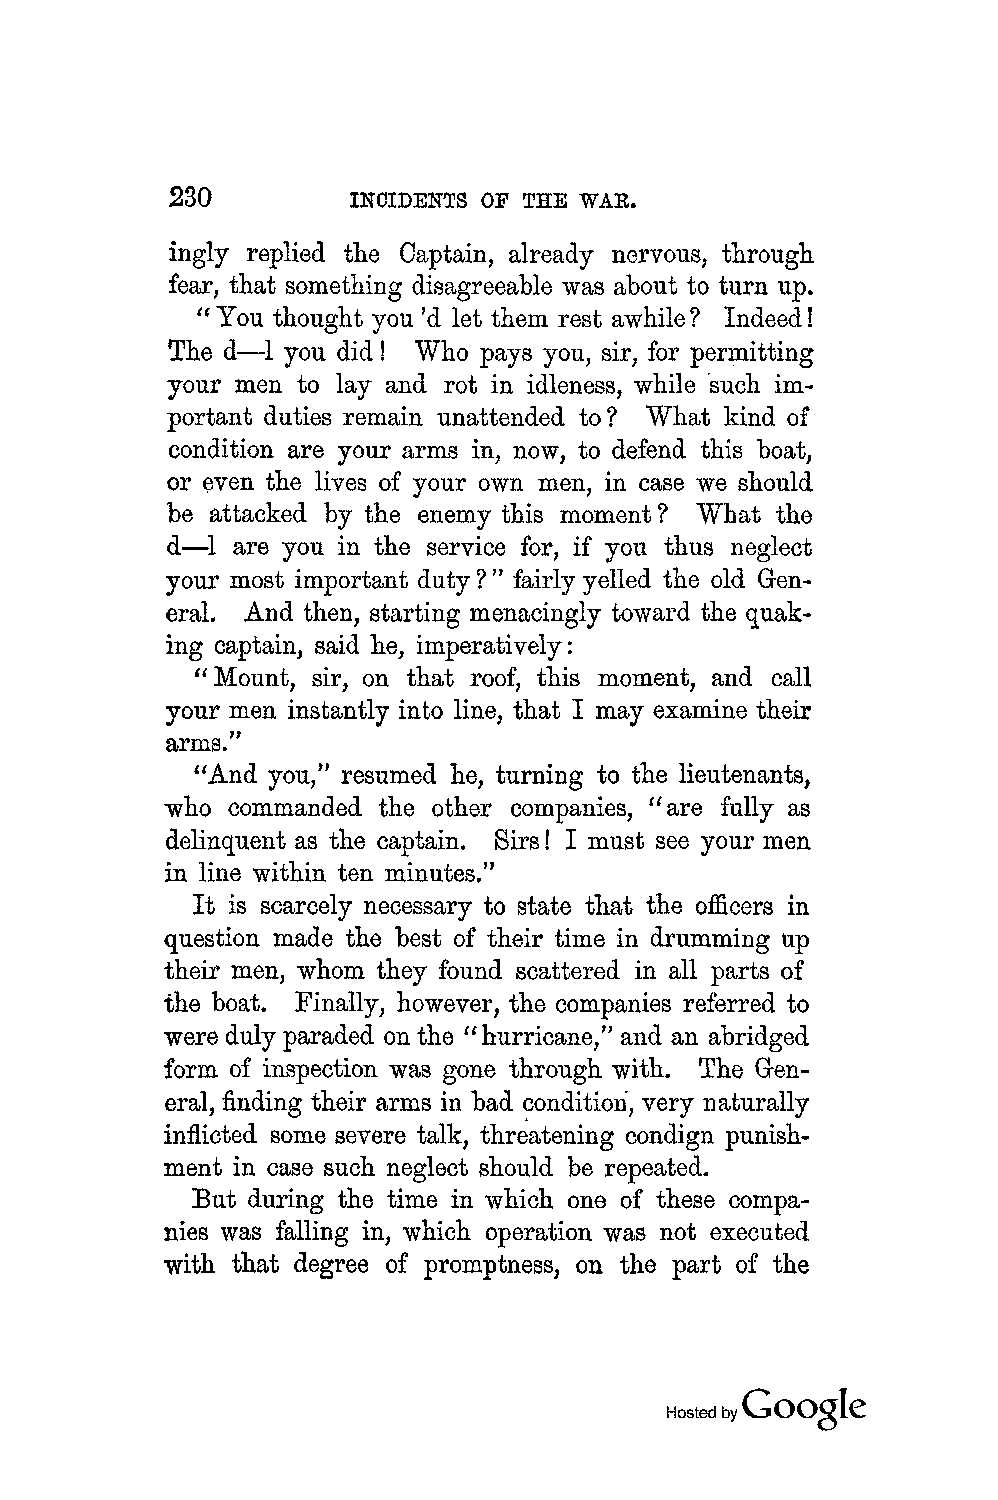 230 INCIDENTS OF THE WAR.
ingly replied the Captain, already nervous, through
fear, that something disagreeable was about to turn up.
"You thought you 'd let them rest awhile? Indeed!
The d—l you did! Who pays you, sir, for permitting
your men to lay and rot in idleness, while such im-
portant duties remain unattended to? What kind of
condition are your arms in, now, to defend this boat,
or even the lives of your own men, in case we should
be attacked by the enemy this moment? What the
d—l are you in the service for, if you thus neglect
your most important duty?" fairly yelled the old Gen-
eral. And then, starting menacingly toward the quak-
ing captain, said he, imperatively:
"Mount, sir, on that roof, this moment, and call
your men instantly into line, that I may examine their
arms."
"And you," resumed he, turning to the lieutenants,
who commanded the other companies, "are fully as
delinquent as the captain. Sirs! I must see your men
in line within ten minutes."
It is scarcely necessary to state that the officers in
question made the best of their time in drumming up
their men, whom they found scattered in all parts of
the boat. Finally, however, the companies referred to
were duly paraded on the "hurricane," and an abridged
form of inspection was gone through with. The Gen-
eral, finding their arms in bad condition, very naturally
inflicted some severe talk, threatening condign punish-
ment in case such neglect should be repeated.
But during the time in which one of these compa-
nies was falling in, which operation was not executed
with that degree of promptness, on the part of the
Hosted by Google